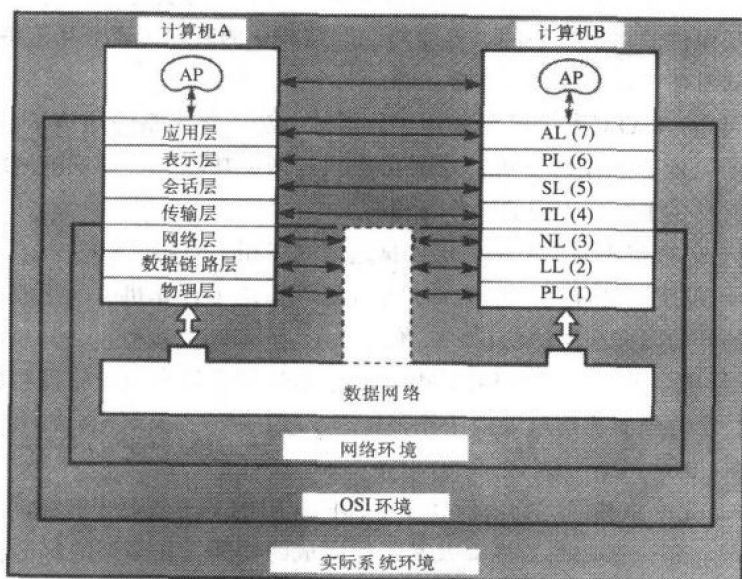 计算机A
计算机B
AP
AP
应用层
AL (7)
表示层
PL (6)
会话层
SL (5)
传输层
TL (4)
网络层
NL (3)
数据链路层
LL (2)
物理层
PL (1)
数据网络
网络环境
OSI环境
实际系统环境